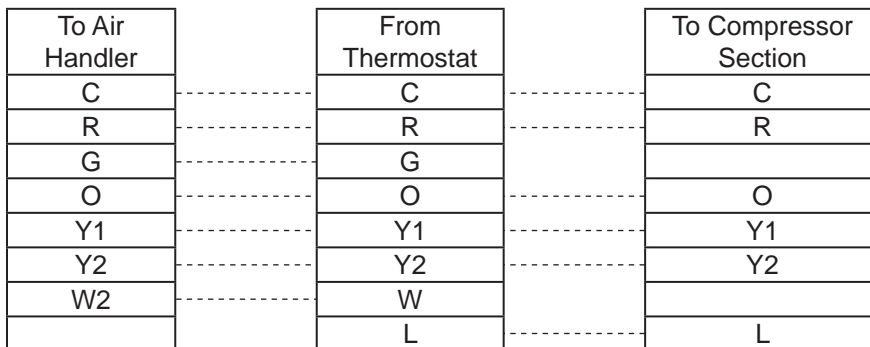 To Air From To Compressor
Handler Thermostat Section
C C C
R R R
G G
O O O
Y1 Y1 Y1
Y2 Y2 Y2
W2 W
L L